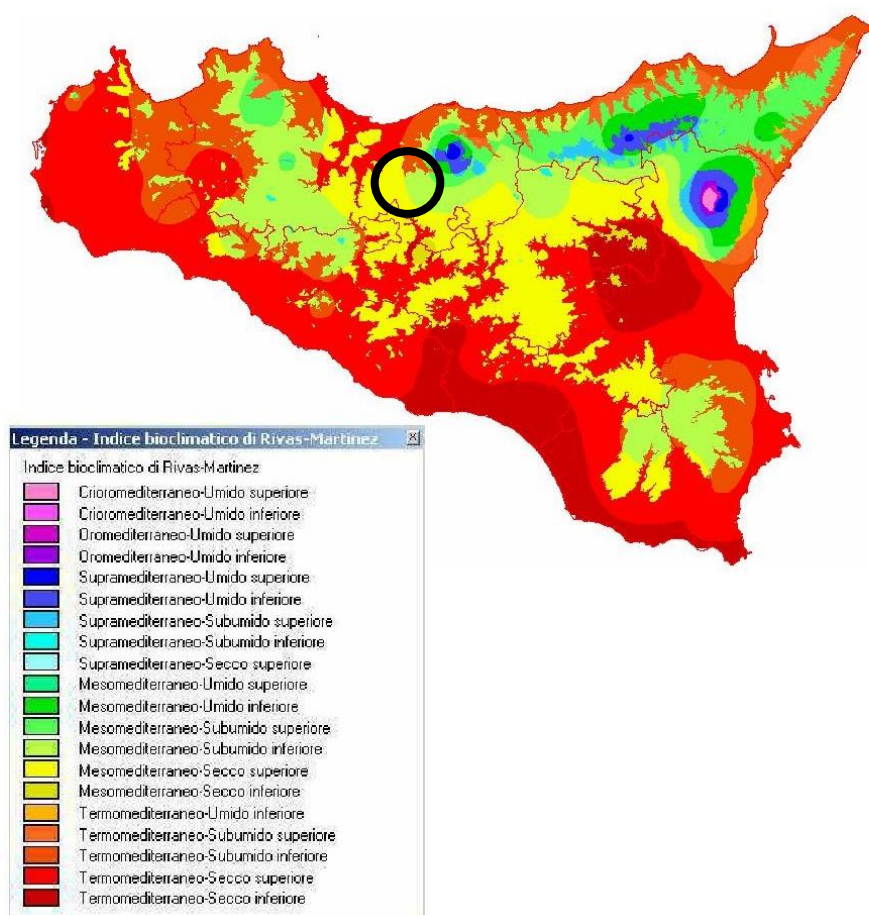 Legenda - Indice bioclimatico di Rivas-Martinez
Indice bioclimatico di Rivas-Martinez
Crioromediterraneo-Umido superiore
Crioromediterraneo-Umido inferiore
Oromediterraneo-Umido superiore
Oromediterraneo-Umido inferiore
Supramediterraneo-Umido superiore
Supramediterraneo-Umido inferiore
Supramediterraneo-Subumido superiore
Supramediterraneo-Subumido inferiore
Supramediterraneo-Secco superiore
Mesomediterraneo-Umido superiore
Mesomediterraneo-Umido inferiore
Mesomediterraneo-Subumido superiore
Mesomediterraneo-Subumido inferiore
Mesomediterraneo-Secco superiore
Mesomediterraneo-Secco inferiore
Termomediterraneo-Umido inferiore
Termomediterraneo-Subumido superiore
Termomediterraneo-Subumido inferiore
Termomediterraneo-Secco superiore
Termomediterraneo-Secco inferiore